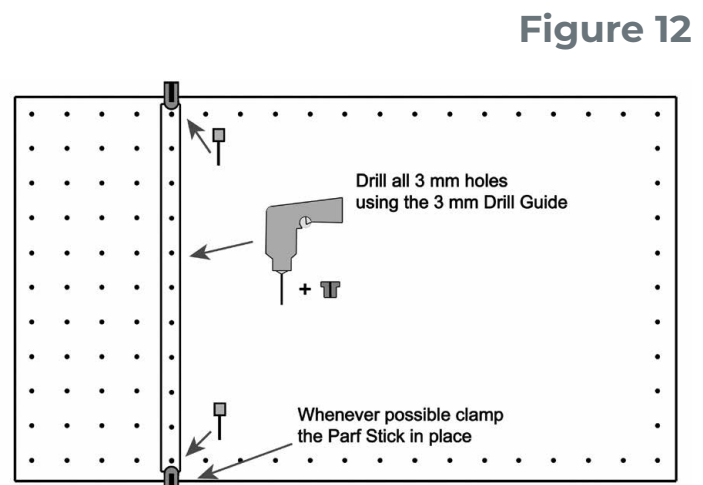 Figure 12
Drill all 3 mm holes
using the 3 mm Drill Guide
+
Whenever possible clamp
the Parf Stick in place